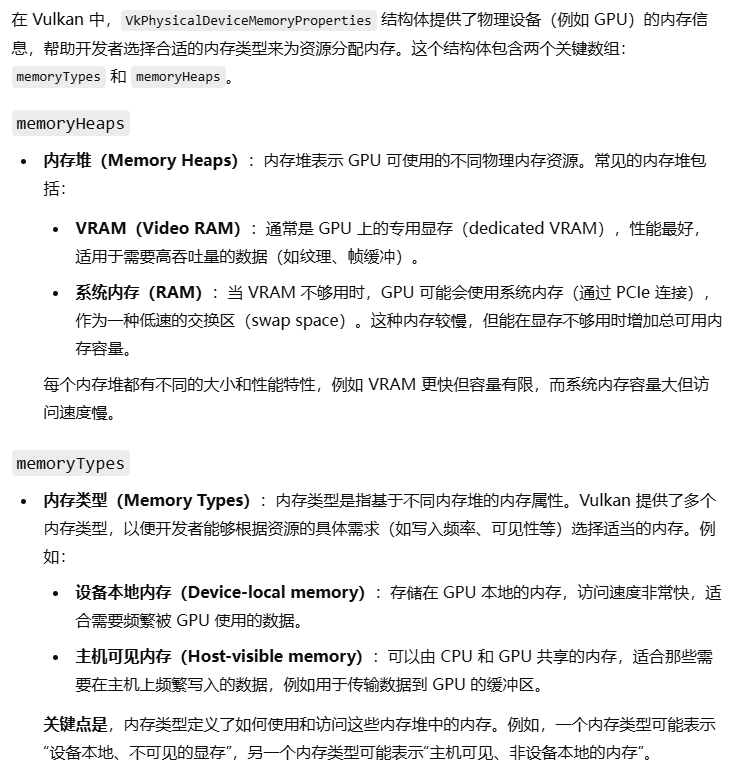 在 Vulkan 中，VkPhysicalDeviceMemoryProperties 结构体提供了物理设备（例如 GPU）的内存信
息，帮助开发者选择合适的内存类型来为资源分配内存。这个结构体包含两个关键数组：
memoryTypes 和 memoryHeaps。
memoryHeaps
• 内存堆（Memory Heaps）：内存堆表示 GPU 可使用的不同物理内存资源。常见的内存堆包
括：
• VRAM（Video RAM）：通常是 GPU 上的专用显存（dedicated VRAM），性能最好，
适用于需要高吞吐量的数据（如纹理、帧缓冲）。
• 系统内存（RAM）：当 VRAM 不够用时，GPU 可能会使用系统内存（通过 PCIe 连接），
作为一种低速的交换区（swap space）。这种内存较慢，但能在显存不够用时增加总可用内
存容量。
每个内存堆都有不同的大小和性能特性，例如 VRAM 更快但容量有限，而系统内存容量大但访
问速度慢。
memoryTypes
• 内存类型（Memory Types）：内存类型是指基于不同内存堆的内存属性。Vulkan 提供了多个
内存类型，以便开发者能够根据资源的具体需求（如写入频率、可见性等）选择适当的内存。例
如：
• 设备本地内存（Device-local memory）：存储在 GPU 本地的内存，访问速度非常快，适
合需要频繁被 GPU 使用的数据。
• 主机可见内存（Host-visible memory）：可以由 CPU 和 GPU 共享的内存，适合那些需
要在主机上频繁写入的数据，例如用于传输数据到 GPU 的缓冲区。
关键点是，内存类型定义了如何使用和访问这些内存堆中的内存。例如，一个内存类型可能表示
“设备本地、不可见的显存”，另一个内存类型可能表示“主机可见、非设备本地的内存”。